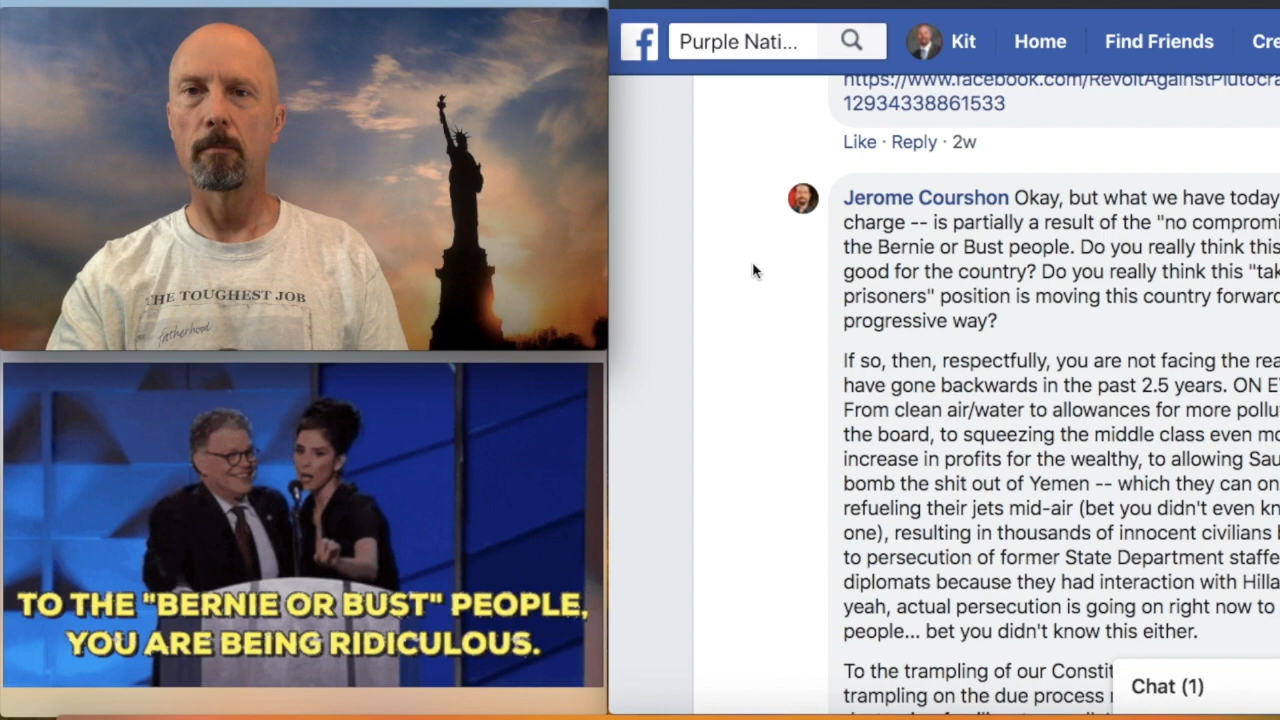 THE TOUGHEST JOB
fatherhood
TO THE "BERNIE OR BUST" PEOPLE,
YOU ARE BEING RIDICULOUS.
f
Purple Nati...
Kit
Home
Find Friends
Cre
https://www.facebook.com/RevoltAgainstPlutocra
12934338861533
Like · Reply · 2w
Jerome Courshon Okay, but what we have today
charge -- is partially a result of the "no compromi
the Bernie or Bust people. Do you really think this
good for the country? Do you really think this "tak
prisoners" position is moving this country forward
progressive way?
If so, then, respectfully, you are not facing the rea
have gone backwards in the past 2.5 years. ON E
From clean air/water to allowances for more pollu
the board, to squeezing the middle class even mo
increase in profits for the wealthy, to allowing Sau
bomb the shit out of Yemen -- which they can on
refueling their jets mid-air (bet you didn't even kn
one), resulting in thousands of innocent civilians
to persecution of former State Department staffe
diplomats because they had interaction with Hilla
yeah, actual persecution is going on right now to
people... bet you didn't know this either.
To the trampling of our Constit
trampling on the due process
Chat (1)